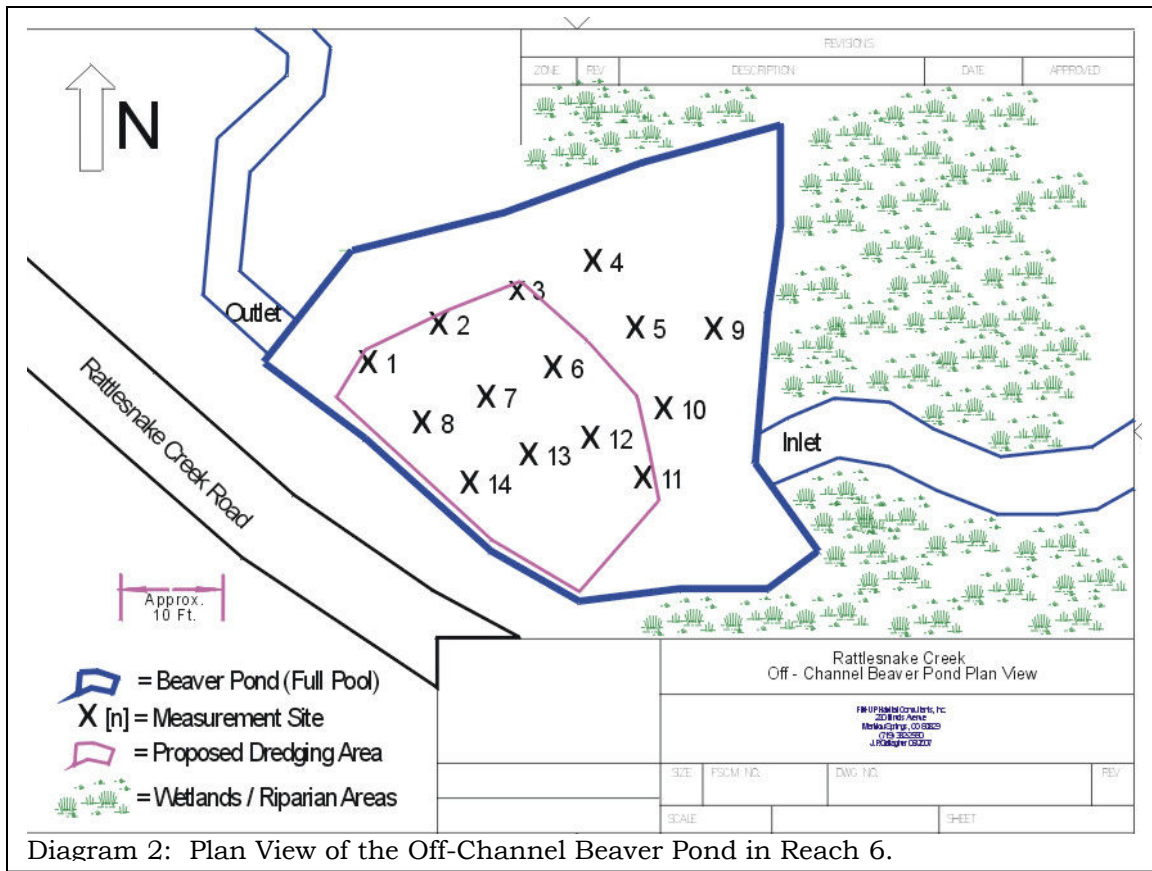 REVISIONS
ZONE REV DESCRIPTION DATE APPROVED
N
X 4
X 3
X 2
X 5
X 9
Outlet
X 1
X 6
X 7
X 10
X 8
X 12
Inlet
X 13
X 11
X 14
Rattlesnake Creek Road
Approx.
10 Ft.
= Beaver Pond (Full Pool)
X [n] = Measurement Site
= Proposed Dredging Area
= Wetlands / Riparian Areas
Rattlesnake Creek
Off - Channel Beaver Pond Plan View
SIZE FSCM NO. DWG NO. REV
SCALE SHEET
Diagram 2: Plan View of the Off-Channel Beaver Pond in Reach 6.